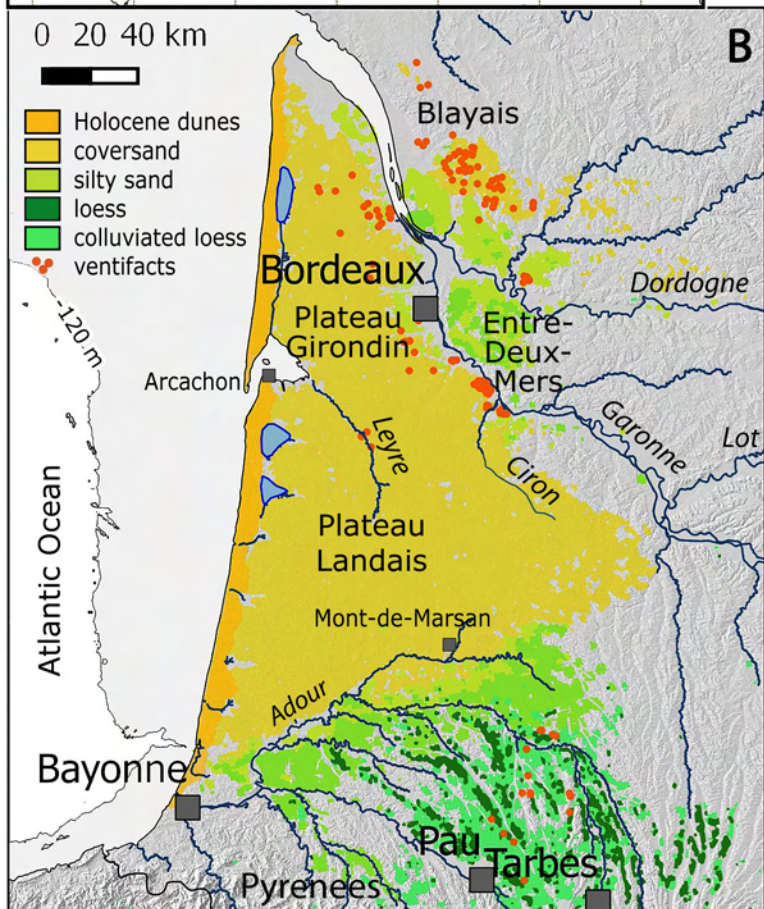 0 20 40 km
B
Holocene dunes
coversand
silty sand
loess
colluviated loess
ventifacts
Blayais
-120 m
Bordeaux
Dordogne
Plateau
Girondin
Entre-
Deux-
Mers
Arcachon
Leyre
Garonne
Lot
Ciron
Atlantic Ocean
Plateau
Landais
Mont-de-Marsan
Adour
Bayonne
Pau
Tarbes
Pyrenees